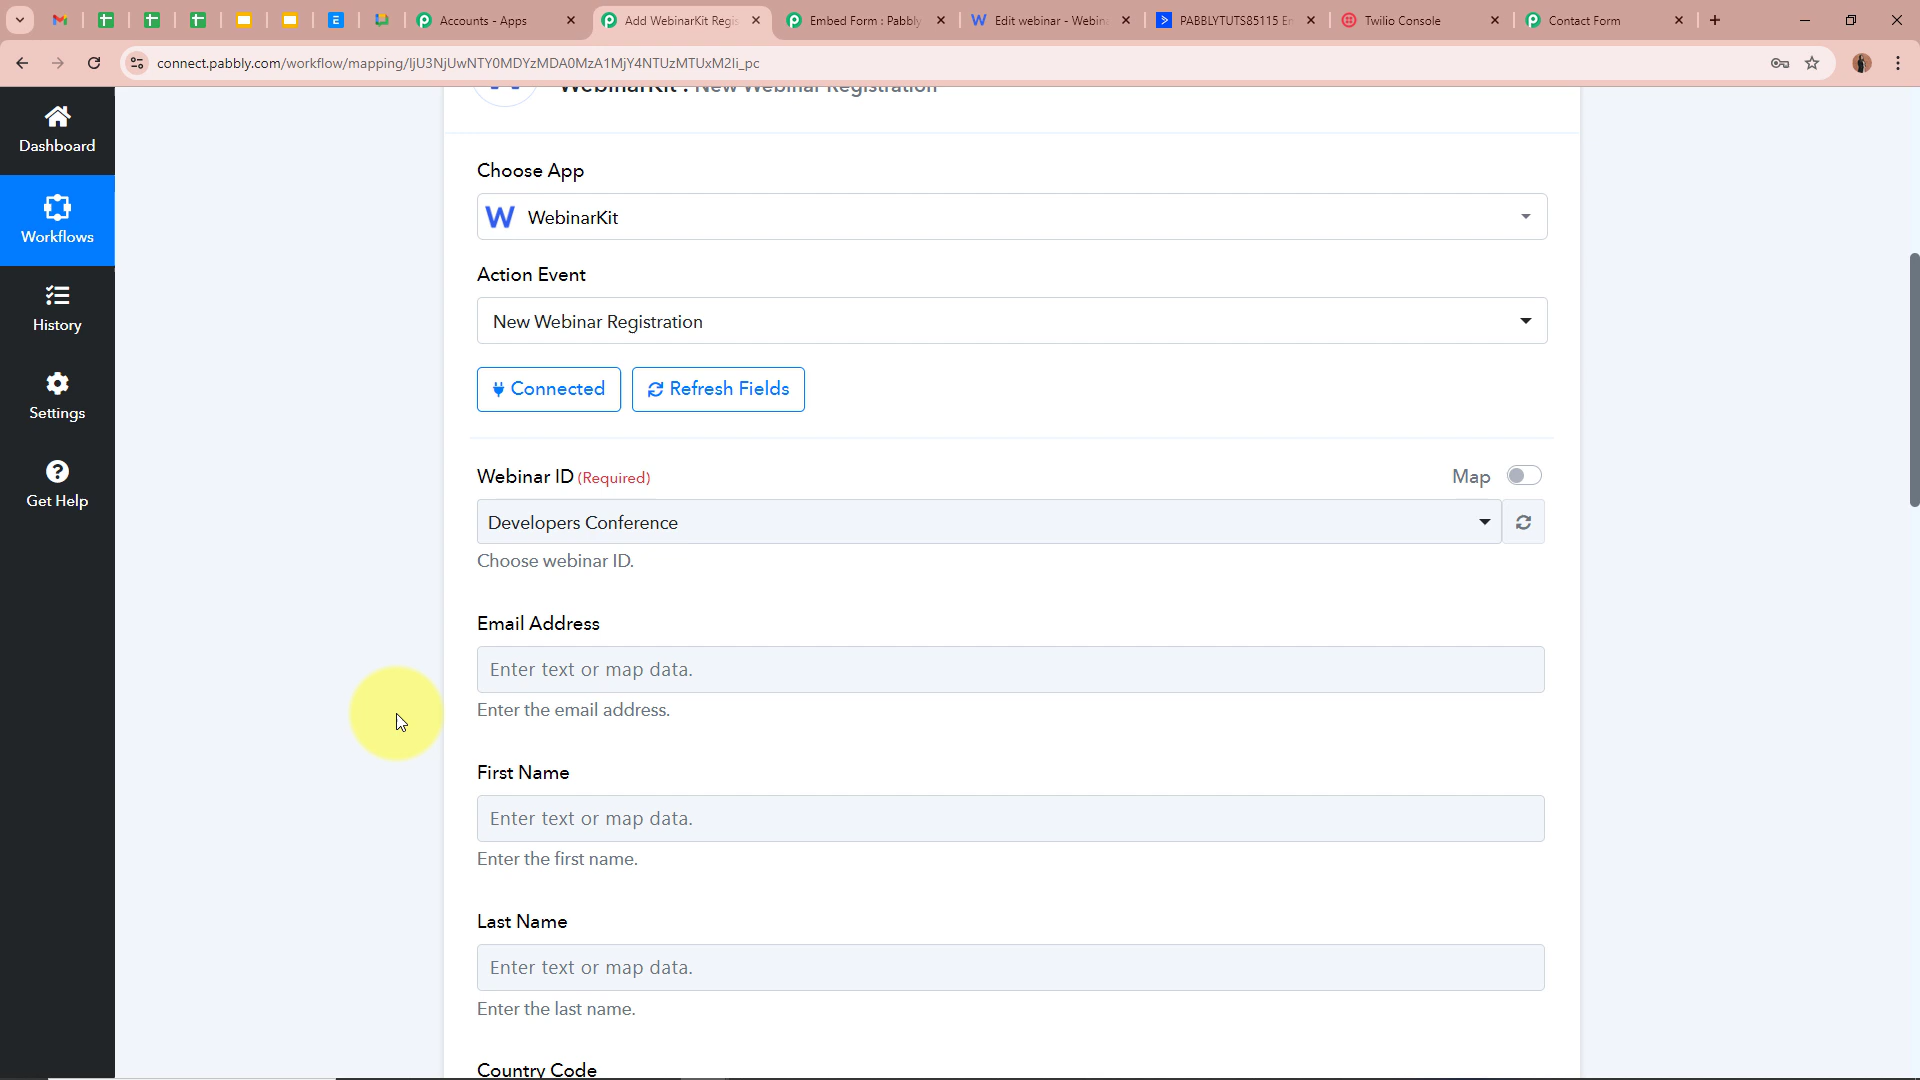 Accounts - Apps
Add WebinarKit Regis
Embed Form : Pabbly
Edit webinar - Webina
PABBLYTUTS85115 En
Twilio Console
Contact Form
connect.pabbly.com/workflow/mapping/IjU3NjUwNTY0MDYzMDA0MzA1MjY4NTUzMTUxM2Ii_pc
Dashboard
Workflows
History
Settings
Get Help
WebinarKit : New Webinar Registration
Choose App
WebinarKit
Action Event
New Webinar Registration
Connected
Refresh Fields
Webinar ID (Required)
Map
Developers Conference
Choose webinar ID.
Email Address
Enter text or map data.
Enter the email address.
First Name
Enter text or map data.
Enter the first name.
Last Name
Enter text or map data.
Enter the last name.
Country Code